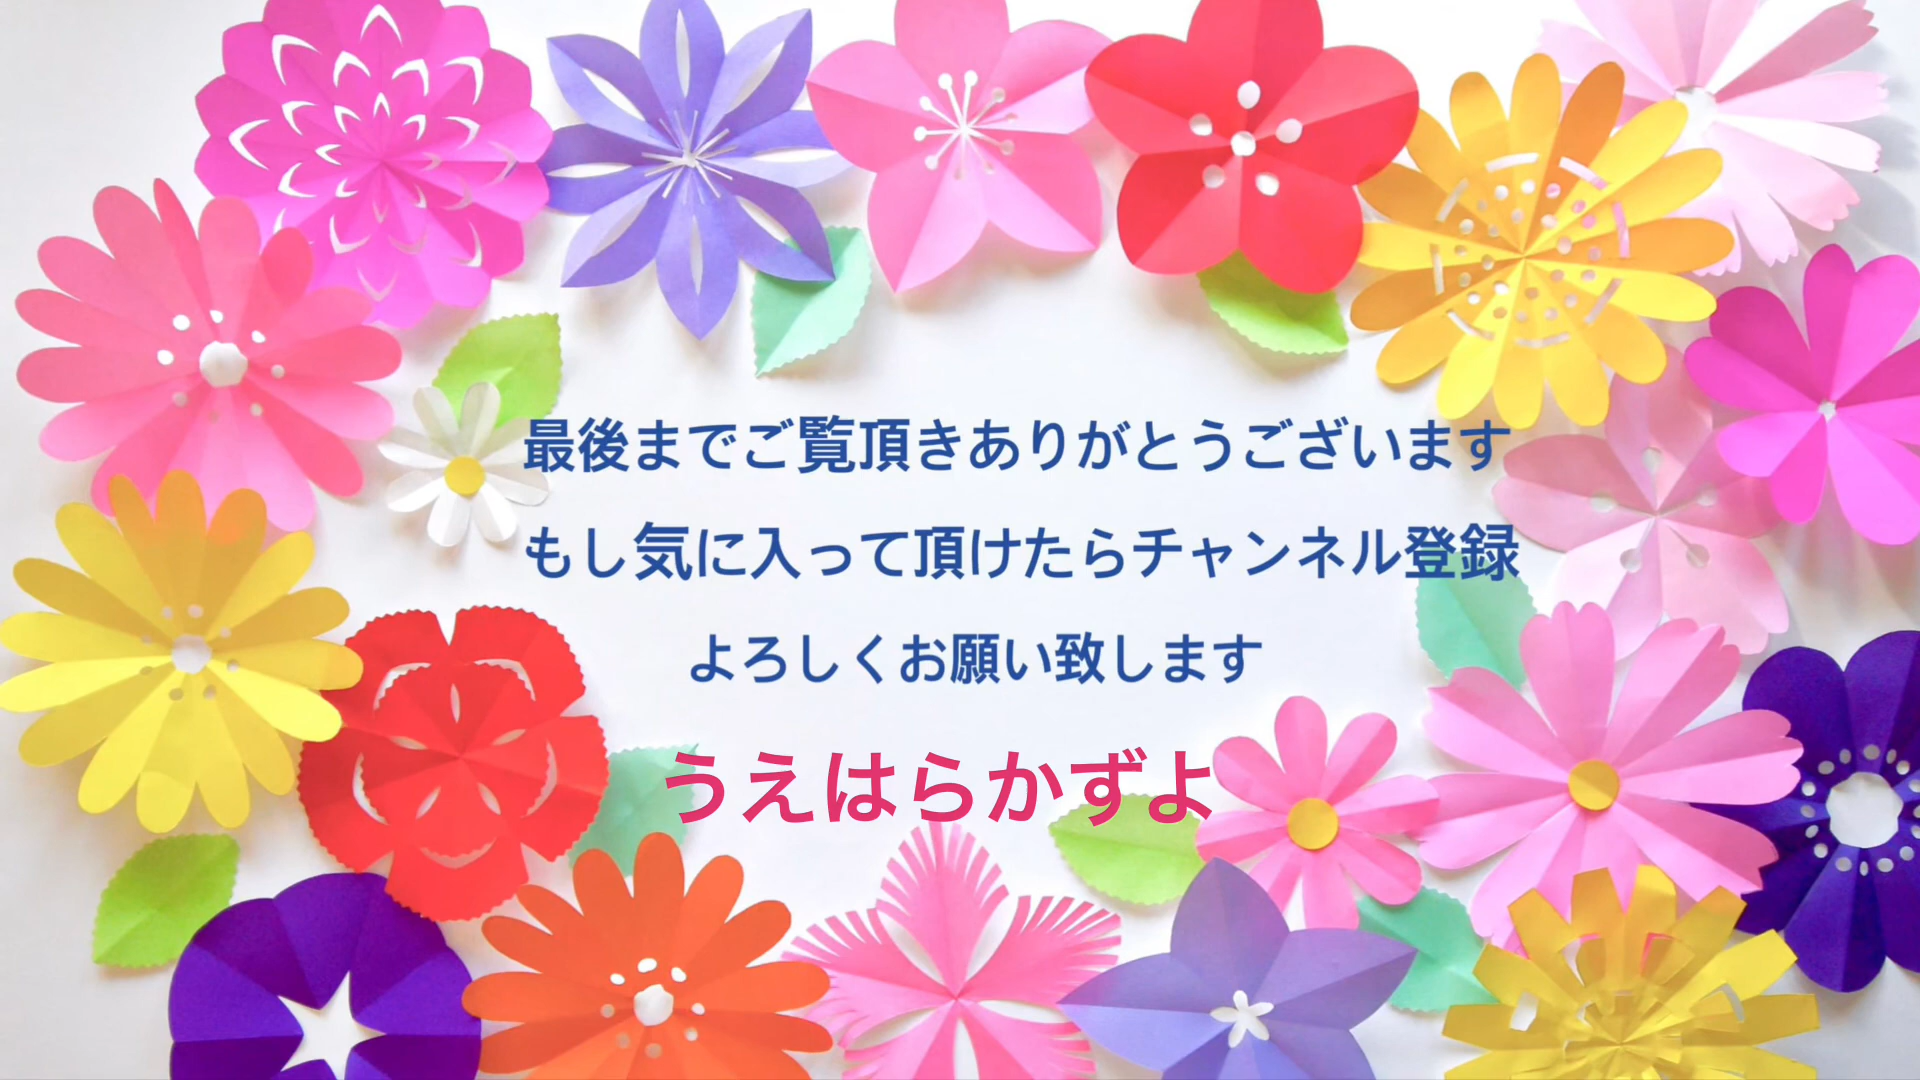 最後までご覧頂きありがとうございます
もし気に入って頂けたらチャンネル登録
よろしくお願い致します
うえはらかずよ